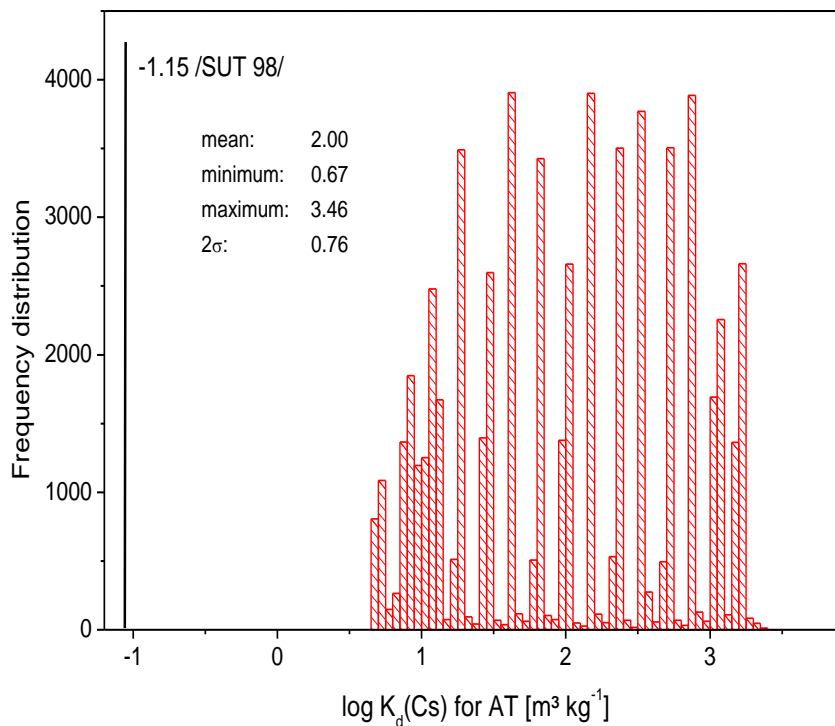 -1.15 /SUT 98/
mean: 2.00
minimum: 0.67
maximum: 3.46
2σ: 0.76
Frequency distribution
4000
3000
2000
1000
0
-1 0 1 2 3
log K_d(Cs) for AT [m³ kg⁻¹]